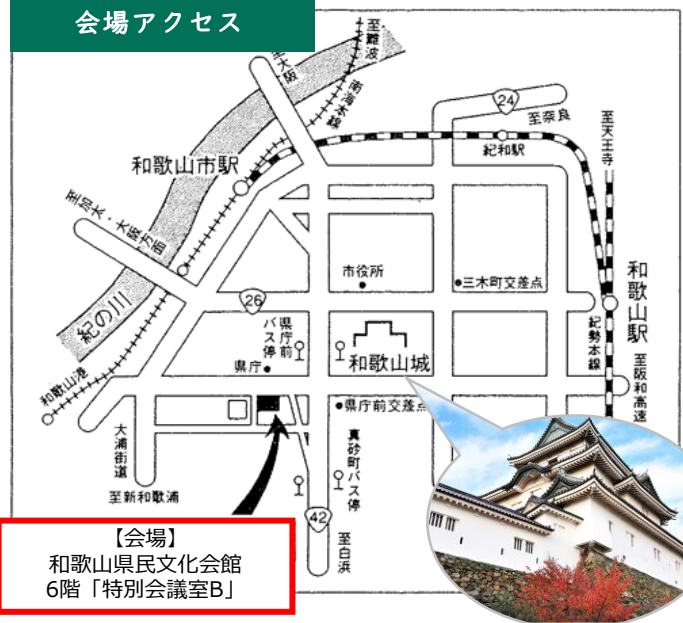 会場アクセス
至難波
至大阪
南海本線
24
至奈良
至天王寺
紀和駅
和歌山市駅
至加太・大阪方面
市役所
三木町交差点
和歌山駅
紀の川
26
県庁前バス停
和歌山城
紀勢本線
県庁
和歌山港
県庁前交差点
至阪和高速
大浦街道
真砂町バス停
至新和歌浦
42
至白浜
【会場】
和歌山県民文化会館
6階「特別会議室B」